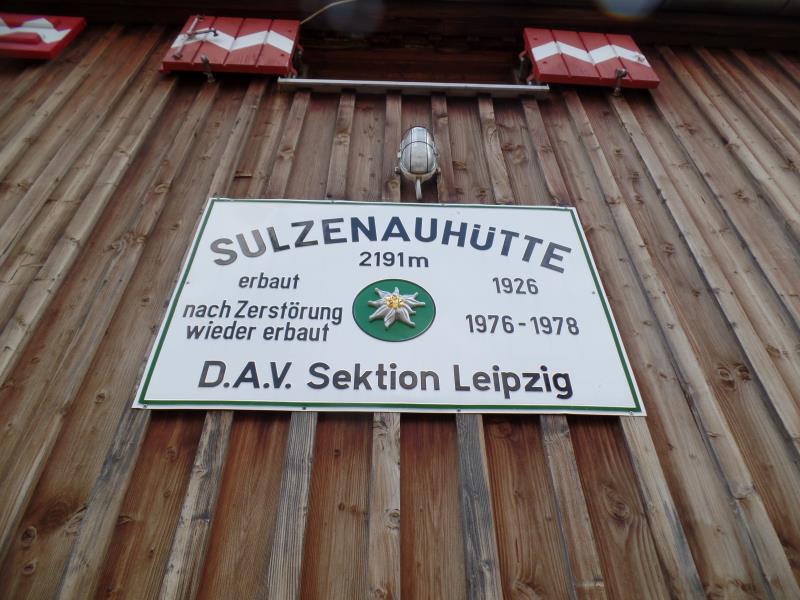 SULZENAUHÜTTE
2191m
erbaut 1926
nach Zerstörung
wieder erbaut 1976-1978
D.A.V. Sektion Leipzig